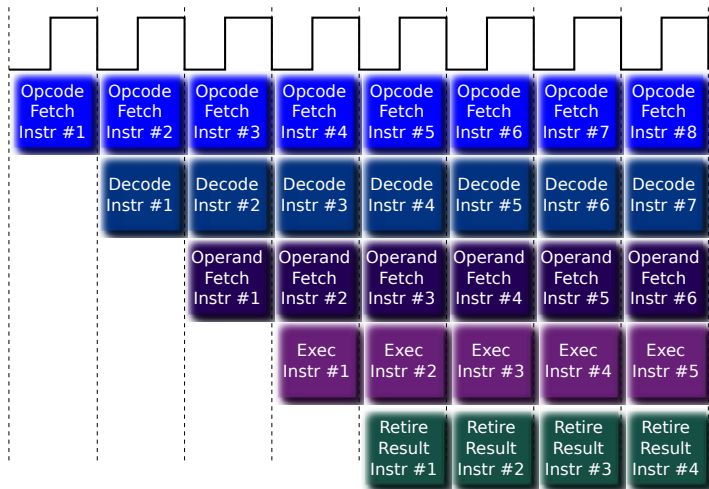 Opcode
Fetch
Instr #1
Opcode
Fetch
Instr #2
Opcode
Fetch
Instr #3
Opcode
Fetch
Instr #4
Opcode
Fetch
Instr #5
Opcode
Fetch
Instr #6
Opcode
Fetch
Instr #7
Opcode
Fetch
Instr #8
Decode
Instr #1
Decode
Instr #2
Decode
Instr #3
Decode
Instr #4
Decode
Instr #5
Decode
Instr #6
Decode
Instr #7
Operand
Fetch
Instr #1
Operand
Fetch
Instr #2
Operand
Fetch
Instr #3
Operand
Fetch
Instr #4
Operand
Fetch
Instr #5
Operand
Fetch
Instr #6
Exec
Instr #1
Exec
Instr #2
Exec
Instr #3
Exec
Instr #4
Exec
Instr #5
Retire
Result
Instr #1
Retire
Result
Instr #2
Retire
Result
Instr #3
Retire
Result
Instr #4